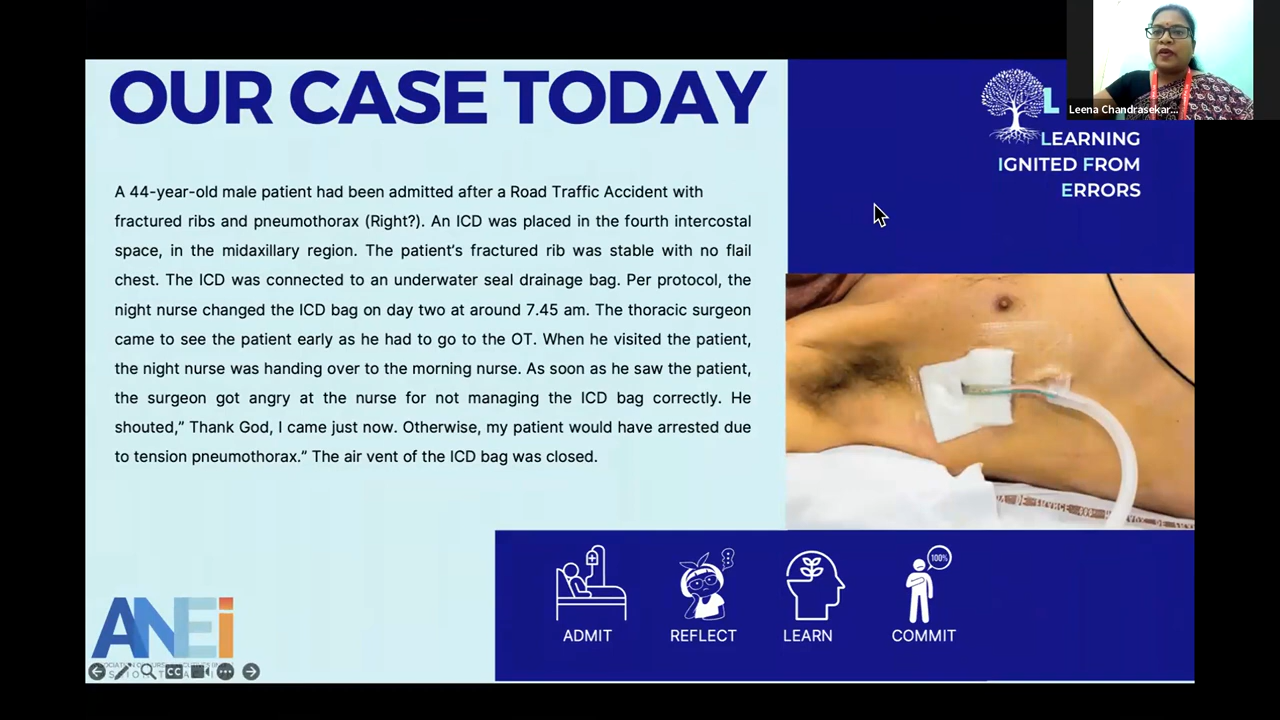 OUR CASE TODAY
A 44-year-old male patient had been admitted after a Road Traffic Accident with
fractured ribs and pneumothorax (Right?). An ICD was placed in the fourth intercostal
space, in the midaxillary region. The patient's fractured rib was stable with no flail
chest. The ICD was connected to an underwater seal drainage bag. Per protocol, the
night nurse changed the ICD bag on day two at around 7.45 am. The thoracic surgeon
came to see the patient early as he had to go to the OT. When he visited the patient,
the night nurse was handing over to the morning nurse. As soon as he saw the patient,
the surgeon got angry at the nurse for not managing the ICD bag correctly. He
shouted,” Thank God, I came just now. Otherwise, my patient would have arrested due
to tension pneumothorax.” The air vent of the ICD bag was closed.
L
LEARNING
IGNITED FROM
ERRORS
Leena Chandrasekar...
100%
ADMIT
REFLECT
LEARN
COMMIT
ANEi
CC